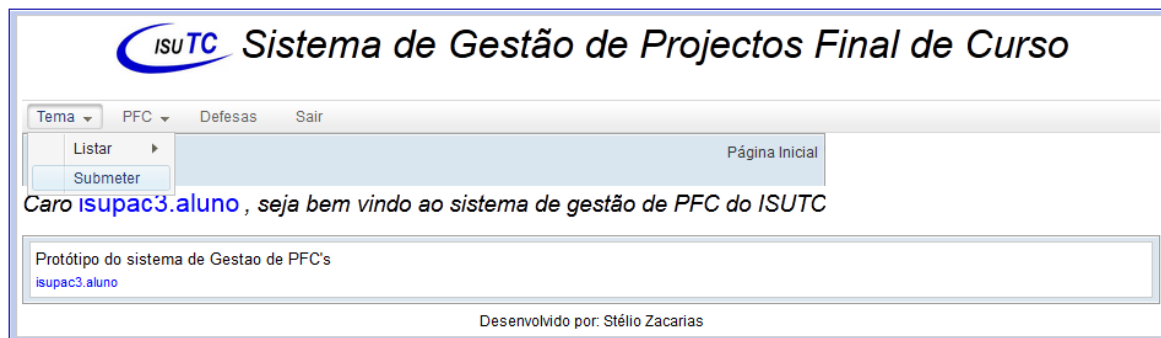 ISUTC Sistema de Gestão de Projectos Final de Curso
Tema PFC Defesas Sair
Listar
Página Inicial
Submeter
Caro isupac3.aluno , seja bem vindo ao sistema de gestão de PFC do ISUTC
Protótipo do sistema de Gestao de PFC's
isupac3.aluno
Desenvolvido por: Stélio Zacarias